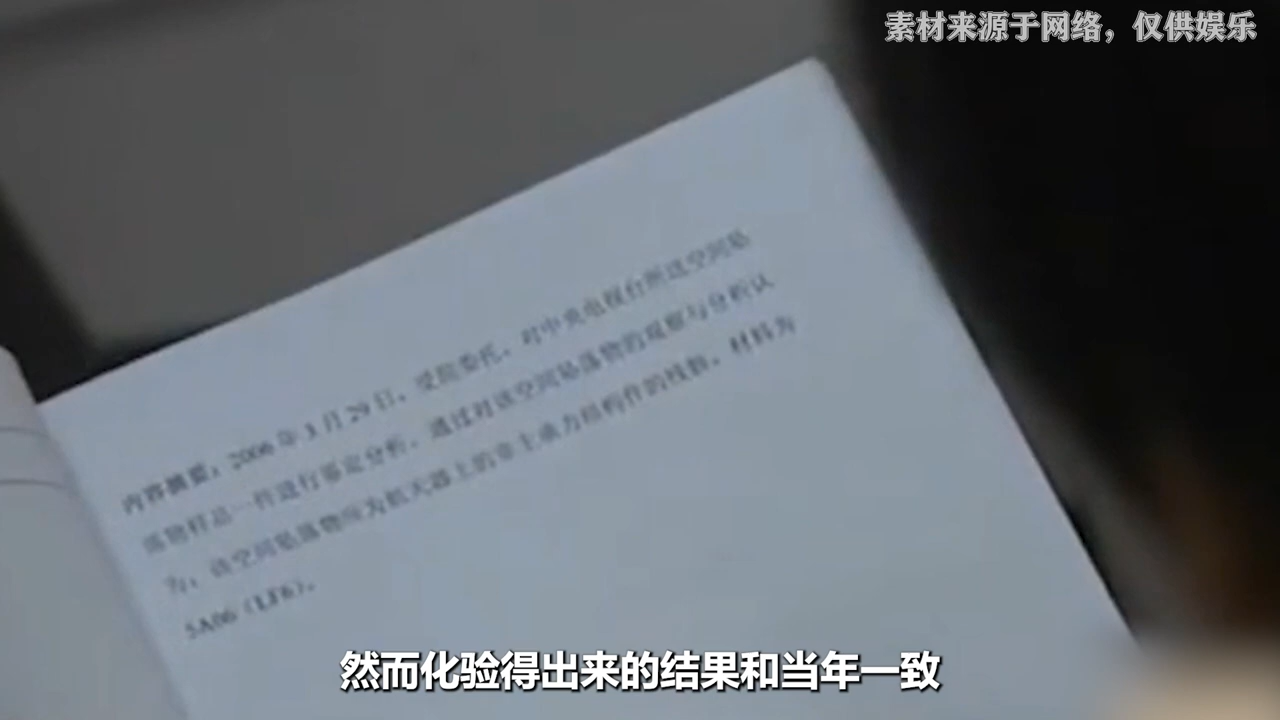 素材来源于网络，仅供娱乐
内容摘要：2006年3月29日，受院委托，对中央电视台所送空间站
落物样品一件进行鉴定分析。通过对该空间站落物的观察与分析认
为：该空间站落物应为航天器上的非主承力结构件的残骸。材料为
5A06（LF6）。
然而化验得出来的结果和当年一致